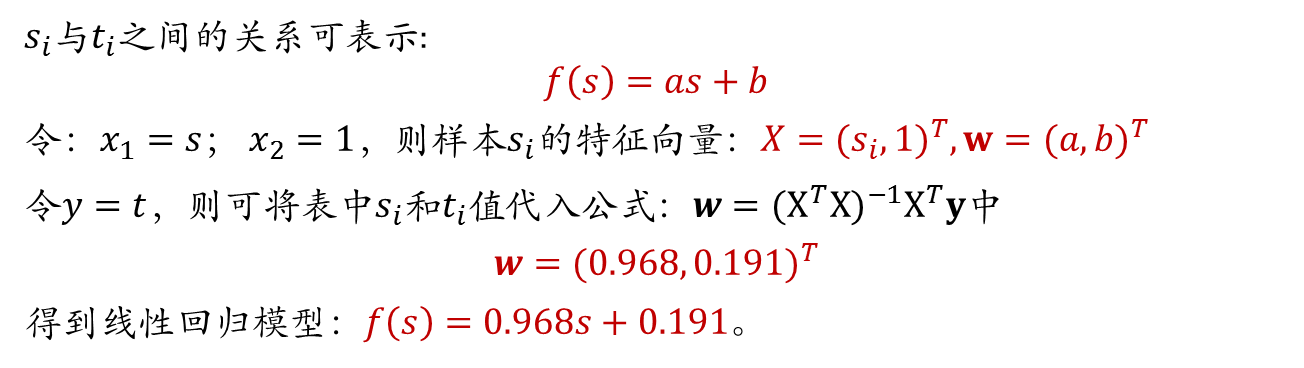 sᵢ与tᵢ之间的关系可表示:
f(s) = as + b
令：x₁ = s； x₂ = 1，则样本sᵢ的特征向量：X = (sᵢ, 1)ᵀ, w = (a, b)ᵀ
令y = t，则可将表中sᵢ和tᵢ值代入公式：w = (XᵀX)⁻¹Xᵀy中
w = (0.968, 0.191)ᵀ
得到线性回归模型：f(s) = 0.968s + 0.191。